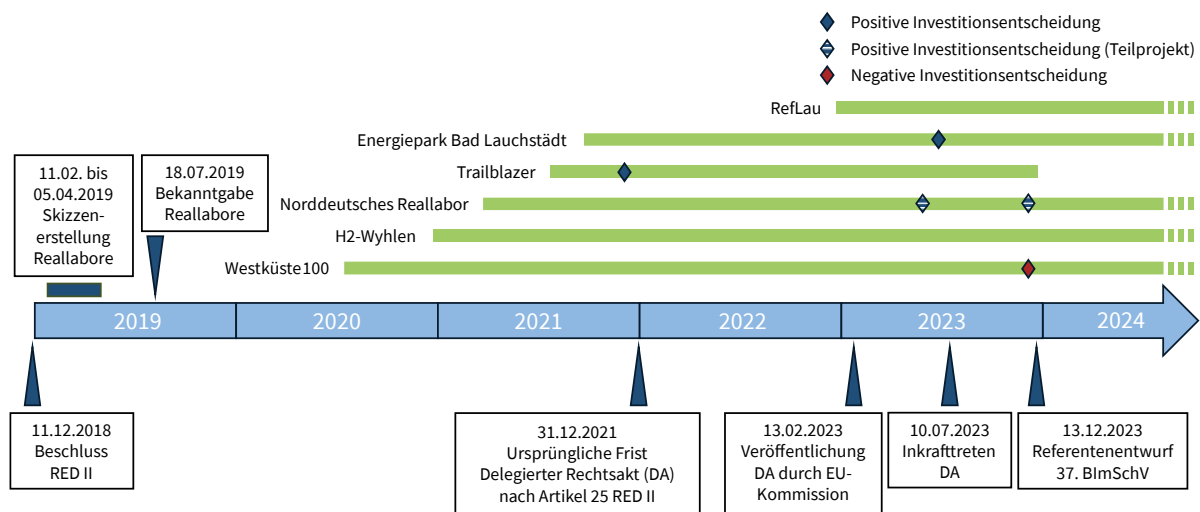 Positive Investitionsentscheidung
Positive Investitionsentscheidung (Teilprojekt)
Negative Investitionsentscheidung
RefLau
Energiepark Bad Lauchstädt
Trailblazer
Norddeutsches Reallabor
H2-Wyhlen
Westküste100
11.02. bis
05.04.2019
Skizzen-
erstellung
Reallabore
18.07.2019
Bekanntgabe
Reallabore
2019
2020
2021
2022
2023
2024
11.12.2018
Beschluss
RED II
31.12.2021
Ursprüngliche Frist
Delegierter Rechtsakt (DA)
nach Artikel 25 RED II
13.02.2023
Veröffentlichung
DA durch EU-
Kommission
10.07.2023
Inkrafttreten
DA
13.12.2023
Referentenentwurf
37. BImSchV